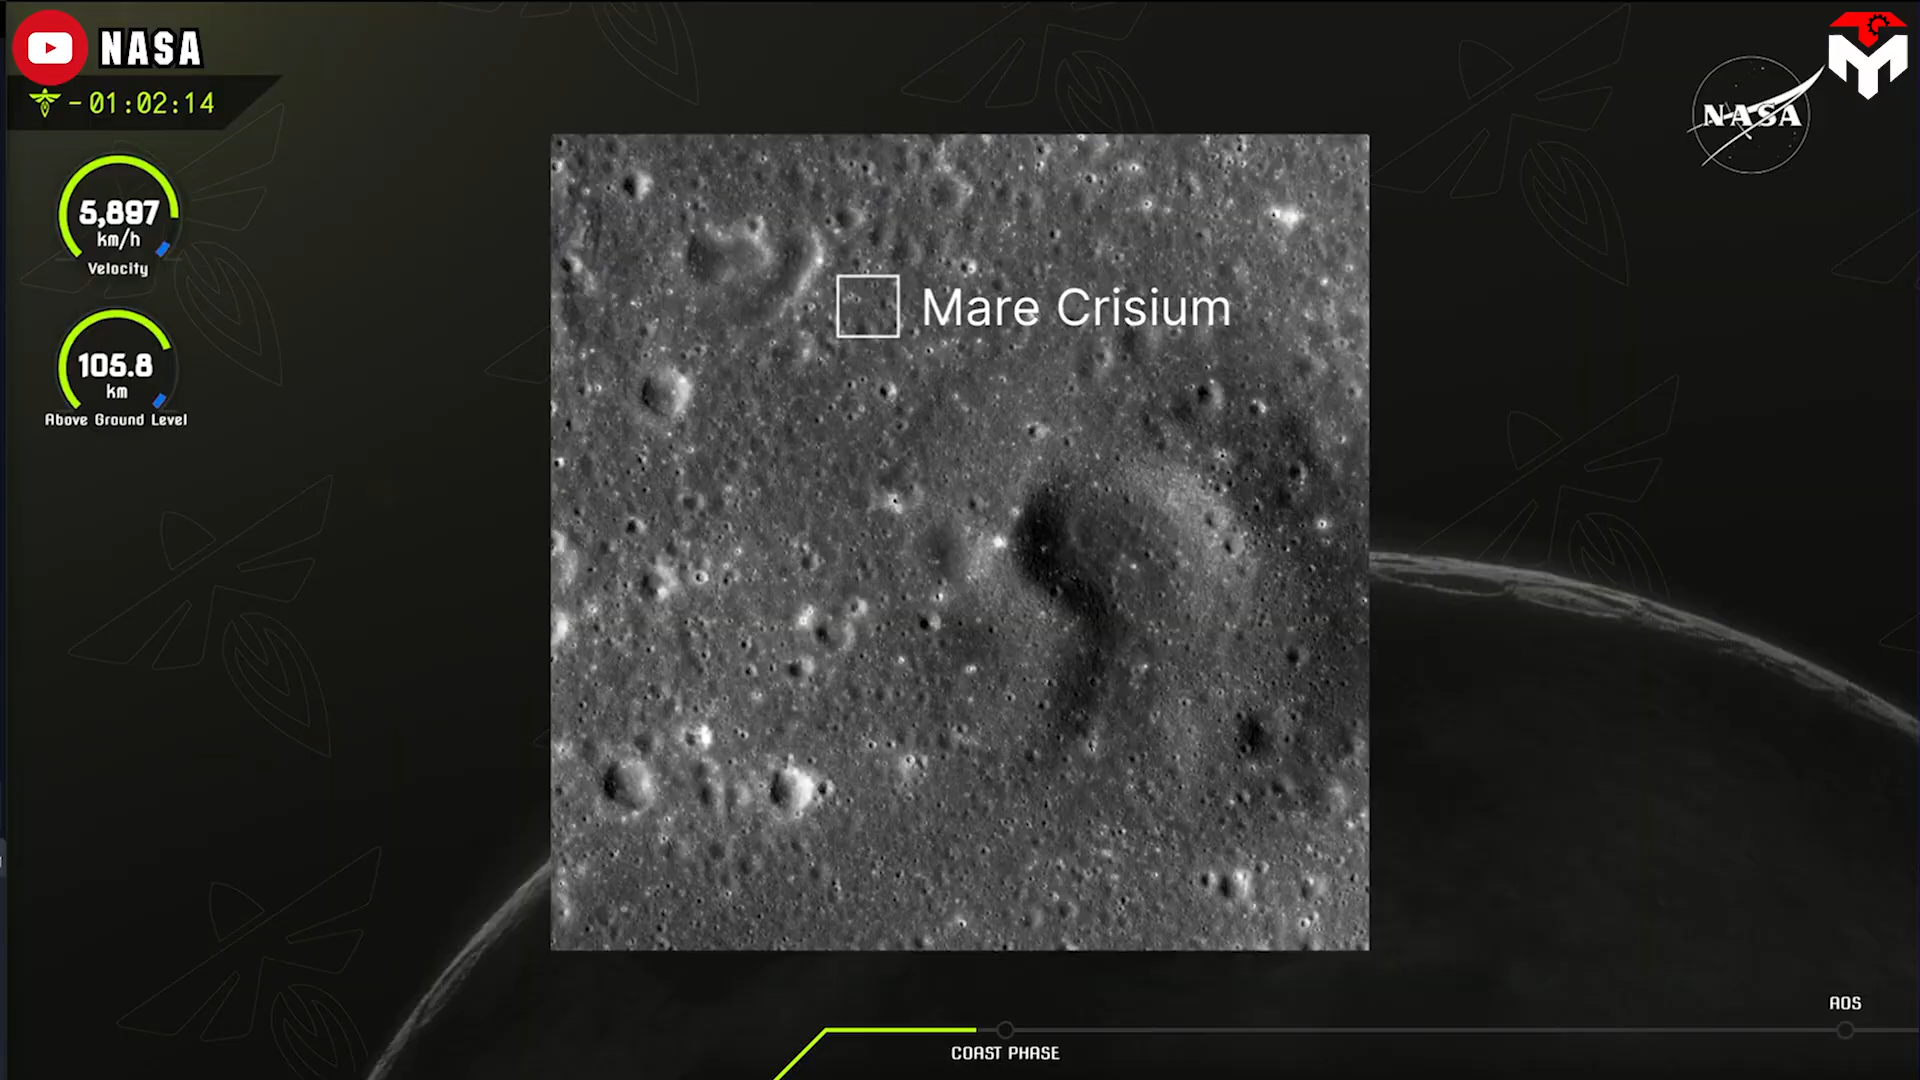 NASA
-01:02:14
5,897
km/h
Velocity
105.8
km
Above Ground Level
NASA
Mare Crisium
AOS
COAST PHASE